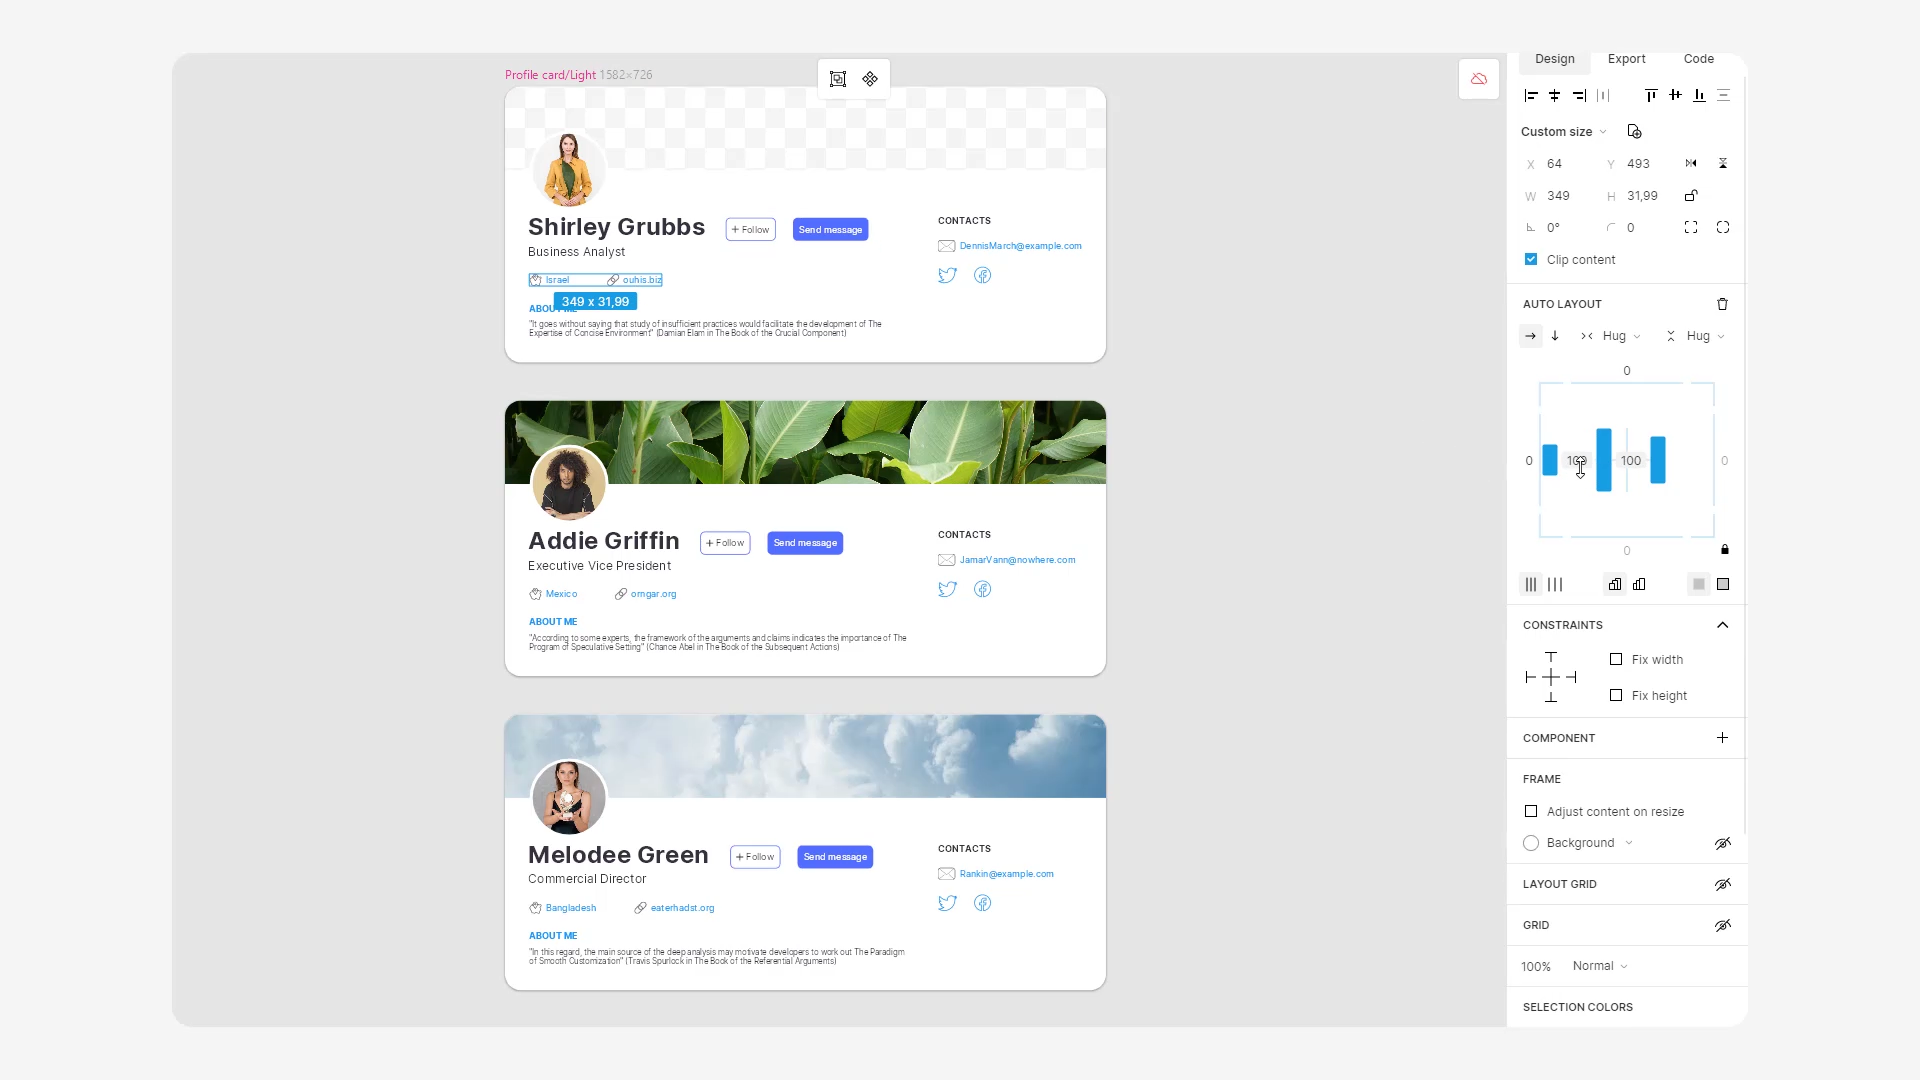 Profile card/Light 1582×726
Shirley Grubbs
+ Follow
Send message
Business Analyst
Israel
ouhis.biz
349 x 31,99
ABOUT ME
"It goes without saying that study of insufficient practices would facilitate the development of The
Expertise of Concise Environment" (Damian Elam in The Book of the Crucial Component)
CONTACTS
DennisMarch@example.com
Addie Griffin
+ Follow
Send message
Executive Vice President
Mexico
orngar.org
ABOUT ME
"According to some experts, the framework of the arguments and claims indicates the importance of The
Program of Speculative Setting" (Chance Abel in The Book of the Subsequent Actions)
CONTACTS
JamarVann@nowhere.com
Melodee Green
+ Follow
Send message
Commercial Director
Bangladesh
eaterhadst.org
ABOUT ME
"In this regard, the main source of the deep analysis may motivate developers to work out The Paradigm
of Smooth Customization" (Travis Spurlock in The Book of the Referential Arguments)
CONTACTS
Rankin@example.com
Design Export Code
Custom size
X 64 Y 493
W 349 H 31,99
0° 0
Clip content
AUTO LAYOUT
Hug Hug
0
0 100 100 0
0
CONSTRAINTS
Fix width
Fix height
COMPONENT
FRAME
Adjust content on resize
Background
LAYOUT GRID
GRID
100% Normal
SELECTION COLORS